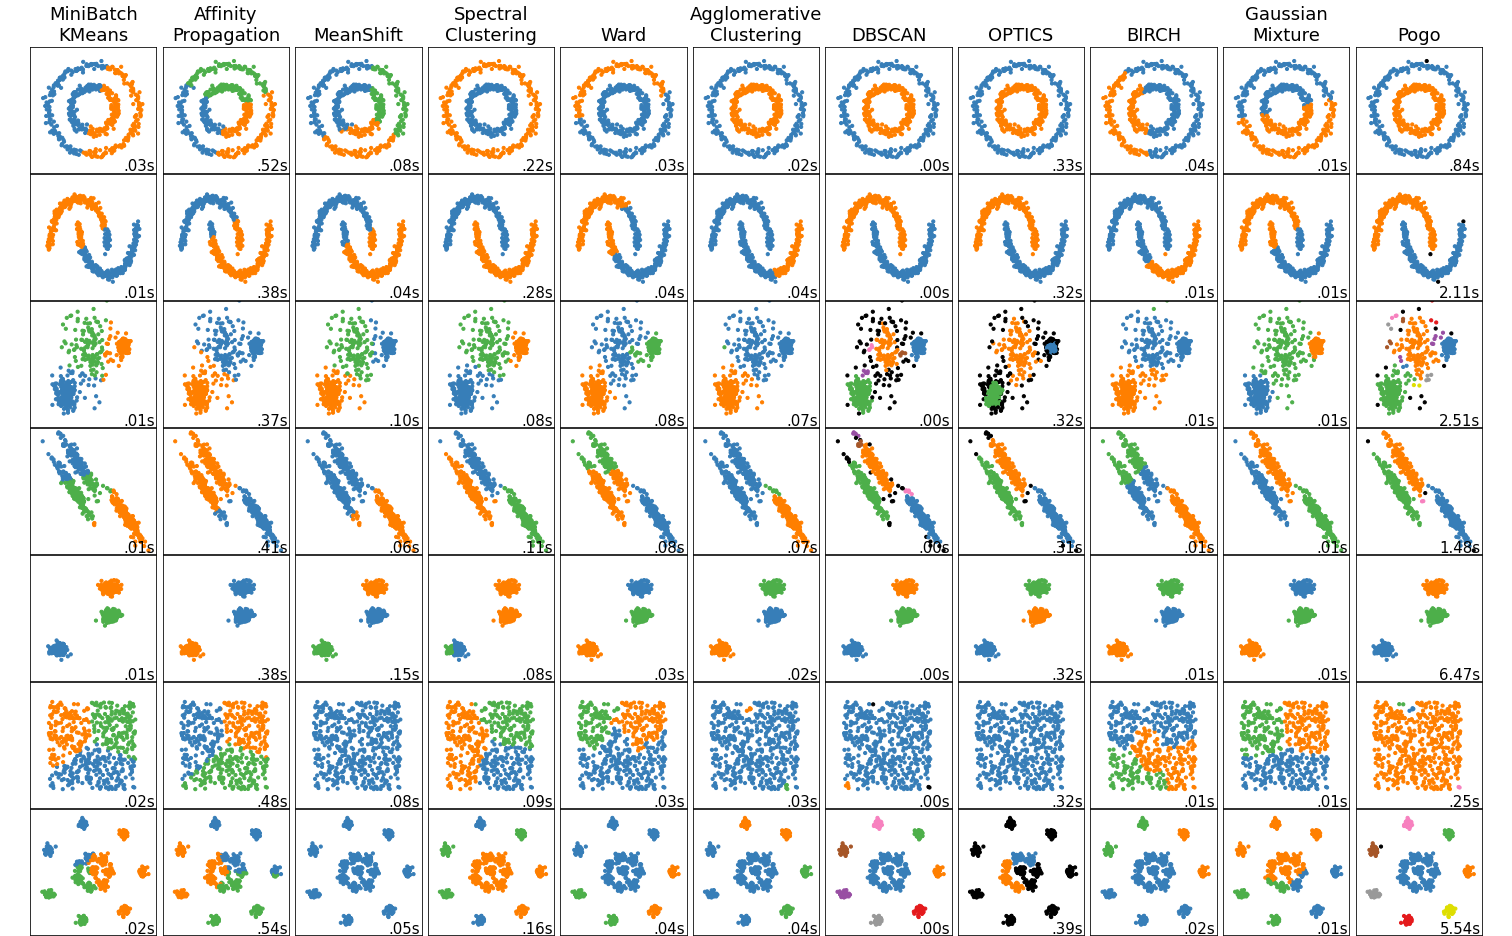 MiniBatch
KMeans
Affinity
Propagation
MeanShift
Spectral
Clustering
Ward
Agglomerative
Clustering
DBSCAN
OPTICS
BIRCH
Gaussian
Mixture
Pogo
.03s .52s .08s .22s .03s .02s .00s .33s .04s .01s .84s
.01s .38s .04s .28s .04s .04s .00s .32s .01s .01s 2.11s
.01s .37s .10s .08s .08s .07s .00s .32s .01s .01s 2.51s
.01s .41s .06s .11s .08s .07s .00s .31s .01s .01s 1.48s
.01s .38s .15s .08s .03s .02s .00s .32s .01s .01s 6.47s
.02s .48s .08s .09s .03s .03s .00s .32s .01s .01s .25s
.02s .54s .05s .16s .04s .04s .00s .39s .02s .01s 5.54s